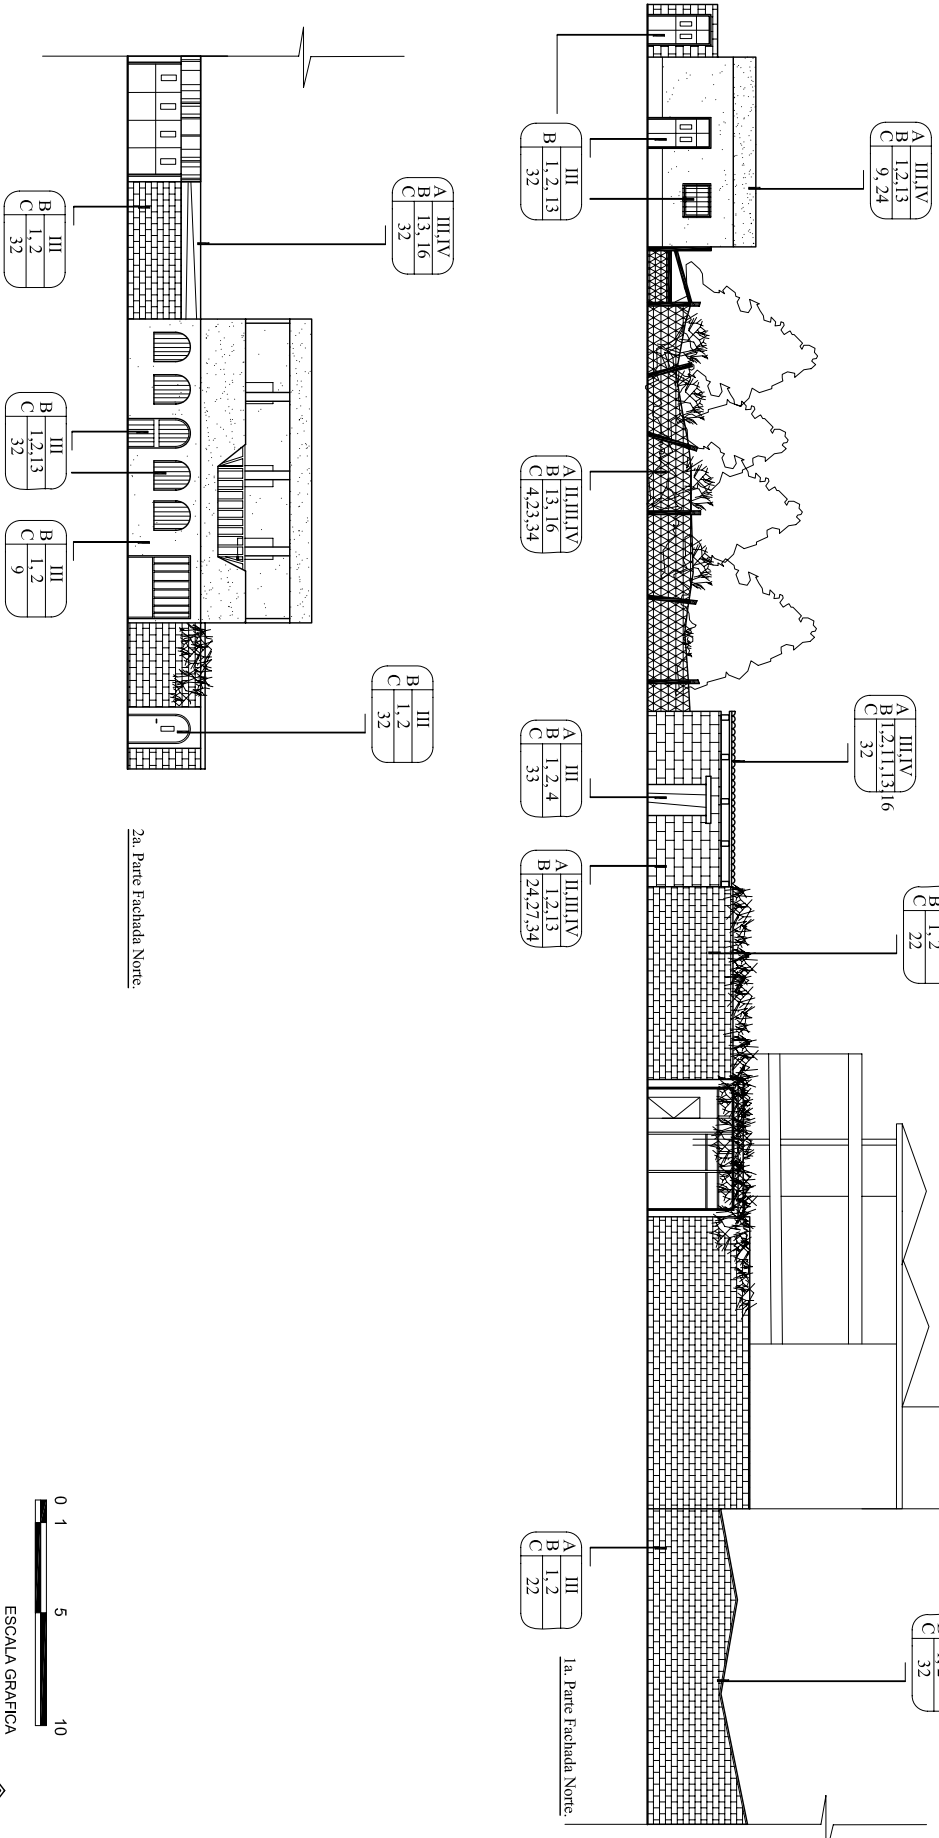 A III,IV
B 1,2,13
C 9, 24
A III,IV
B 1,2,11,13,16
C 32
B 1, 2
C 22
C 32
III
B 1, 2, 13
32
A II,III,IV
B 13, 16
C 4,23,34
A III
B 1, 2, 4
C 33
A II,III,IV
B 1,2,13
24,27,34
A III
B 1, 2
C 22
1a. Parte Fachada Norte.
A III,IV
B 13, 16
C 32
III
B 1, 2
C 32
III
B 1, 2
C 32
III
B 1,2,13
C 32
III
B 1, 2
C 9
2a. Parte Fachada Norte.
0 1 5 10
ESCALA GRAFICA